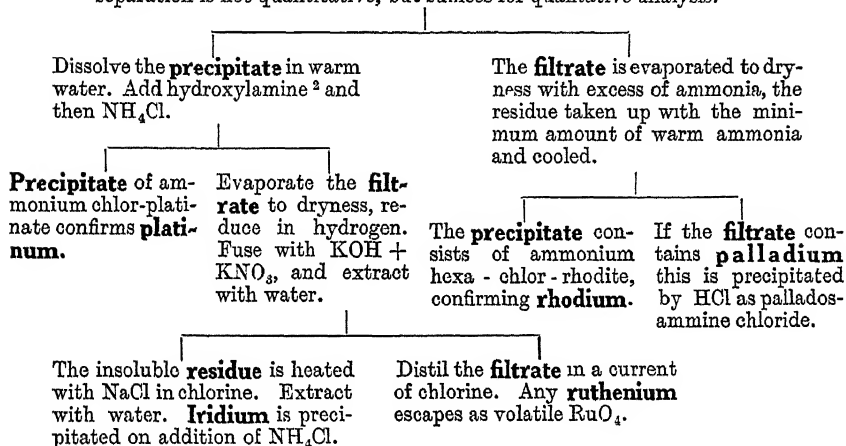 separation is not quantitative, but suffices for qualitative analysis.
Dissolve the precipitate in warm
water. Add hydroxylamine ² and
then NH₄Cl.
The filtrate is evaporated to dry-
ness with excess of ammonia, the
residue taken up with the mini-
mum amount of warm ammonia
and cooled.
Precipitate of am-
monium chlor-plati-
nate confirms plati-
num.
Evaporate the filt-
rate to dryness, re-
duce in hydrogen.
Fuse with KOH +
KNO₃, and extract
with water.
The precipitate con-
sists of ammonium
hexa - chlor - rhodite,
confirming rhodium.
If the filtrate con-
tains palladium
this is precipitated
by HCl as pallados-
ammine chloride.
The insoluble residue is heated
with NaCl in chlorine. Extract
with water. Iridium is preci-
pitated on addition of NH₄Cl.
Distil the filtrate in a current
of chlorine. Any ruthenium
escapes as volatile RuO₄.